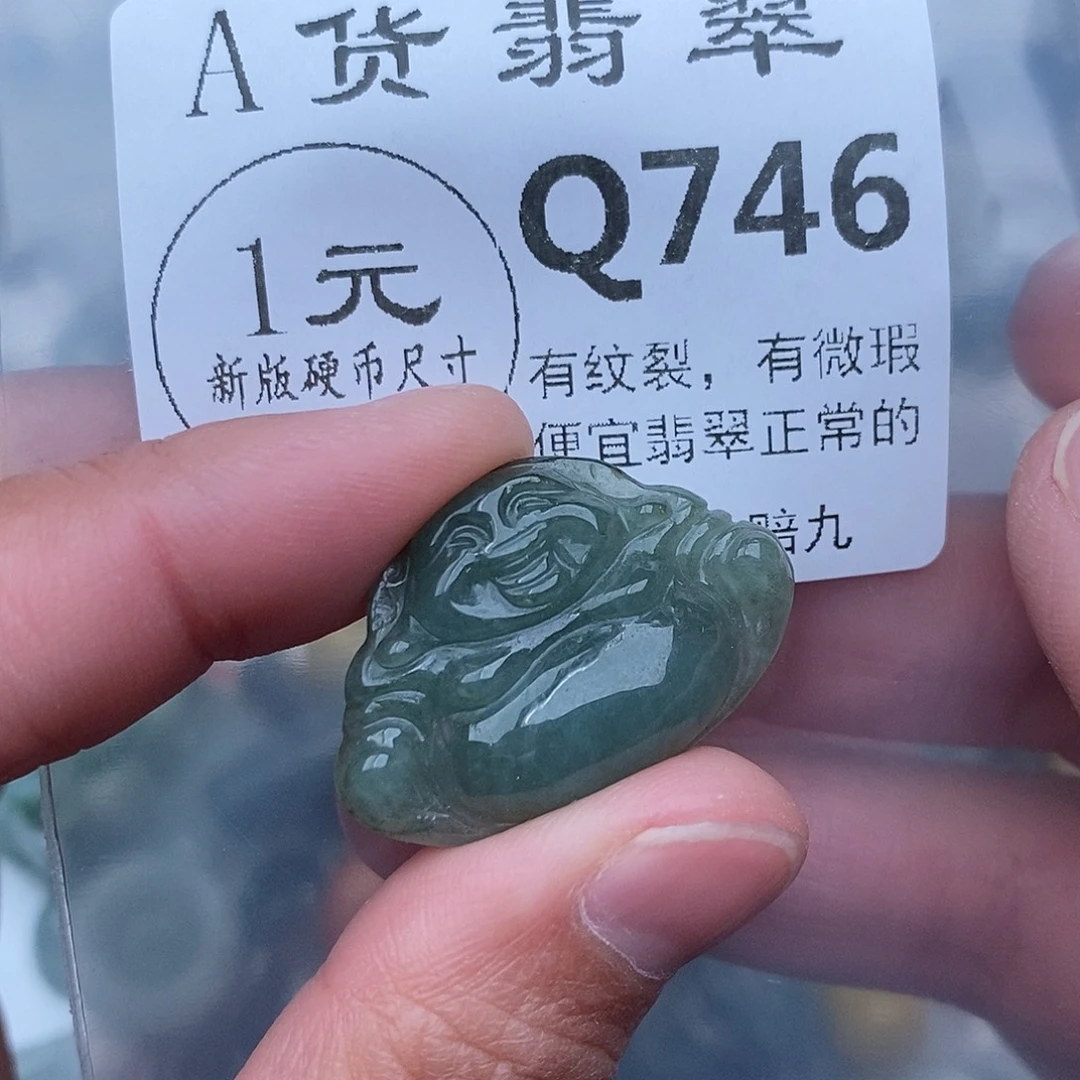 A货翡翠
Q746
1元
新版硬币尺寸
有纹裂，有微瑕
便宜翡翠正常的
赔九